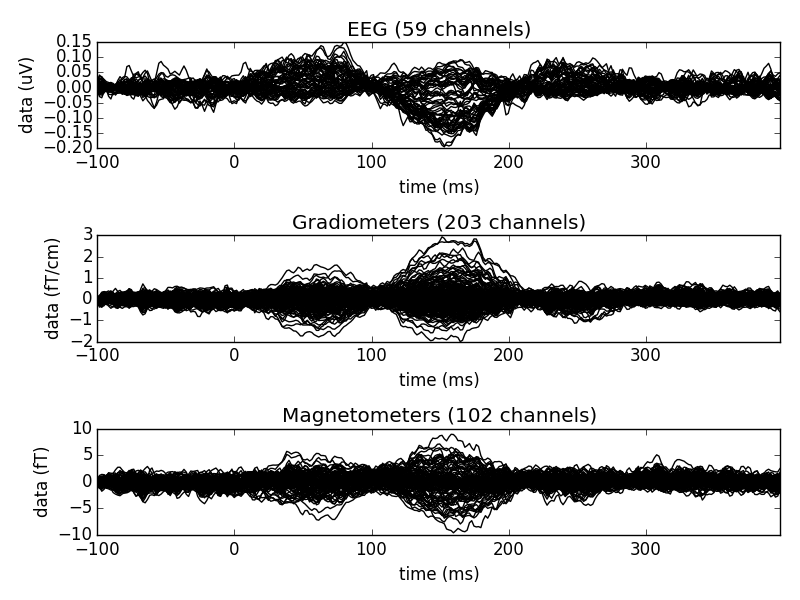 EEG (59 channels)
0.15
0.10
0.05
0.00
−0.05
−0.10
−0.15
−0.20
data (uV)
−100 0 100 200 300
time (ms)
Gradiometers (203 channels)
3
2
1
0
−1
−2
data (fT/cm)
−100 0 100 200 300
time (ms)
Magnetometers (102 channels)
10
5
0
−5
−10
data (fT)
−100 0 100 200 300
time (ms)